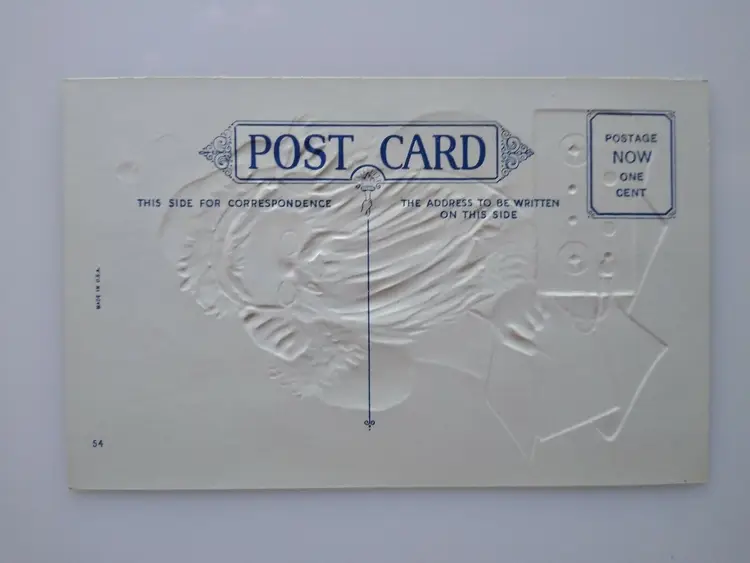 POST CARD
THIS SIDE FOR CORRESPONDENCE
THE ADDRESS TO BE WRITTEN
ON THIS SIDE
POSTAGE
NOW
ONE
CENT
MADE IN U.S.A.
54